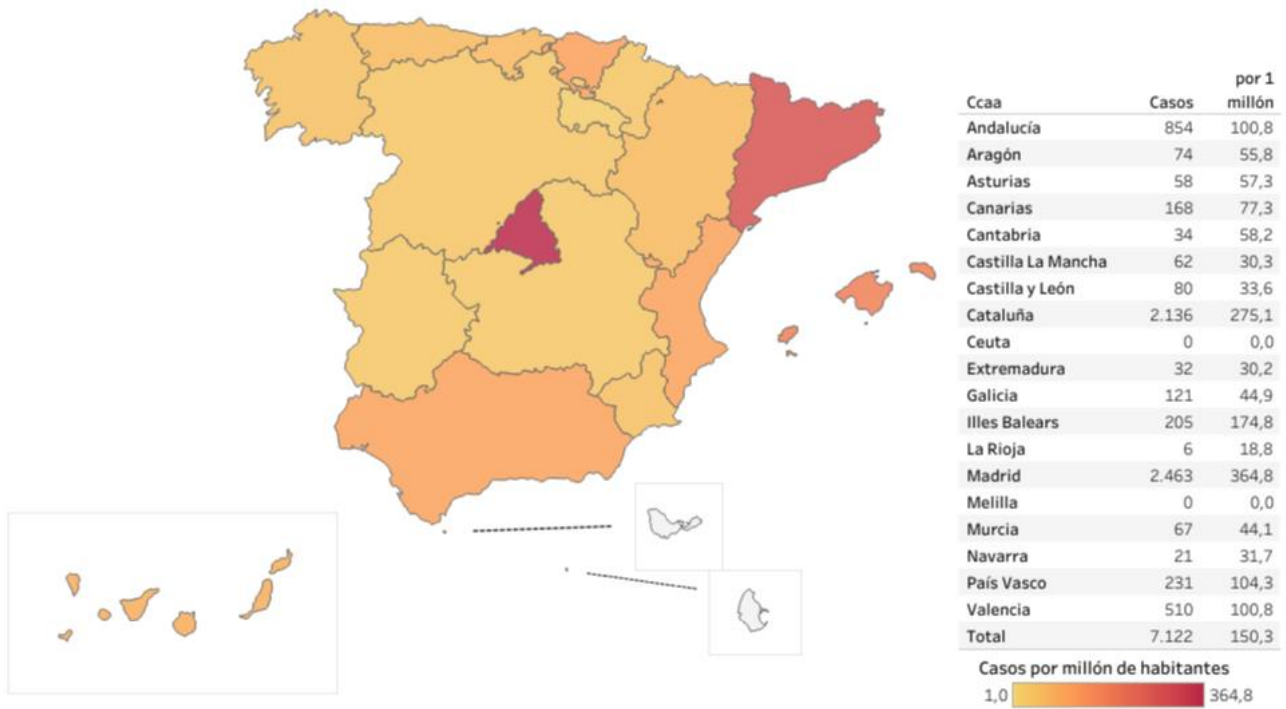 por 1
Ccaa Casos millón
Andalucía 854 100,8
Aragón 74 55,8
Asturias 58 57,3
Canarias 168 77,3
Cantabria 34 58,2
Castilla La Mancha 62 30,3
Castilla y León 80 33,6
Cataluña 2.136 275,1
Ceuta 0 0,0
Extremadura 32 30,2
Galicia 121 44,9
Illes Balears 205 174,8
La Rioja 6 18,8
Madrid 2.463 364,8
Melilla 0 0,0
Murcia 67 44,1
Navarra 21 31,7
País Vasco 231 104,3
Valencia 510 100,8
Total 7.122 150,3
Casos por millón de habitantes
1,0 364,8